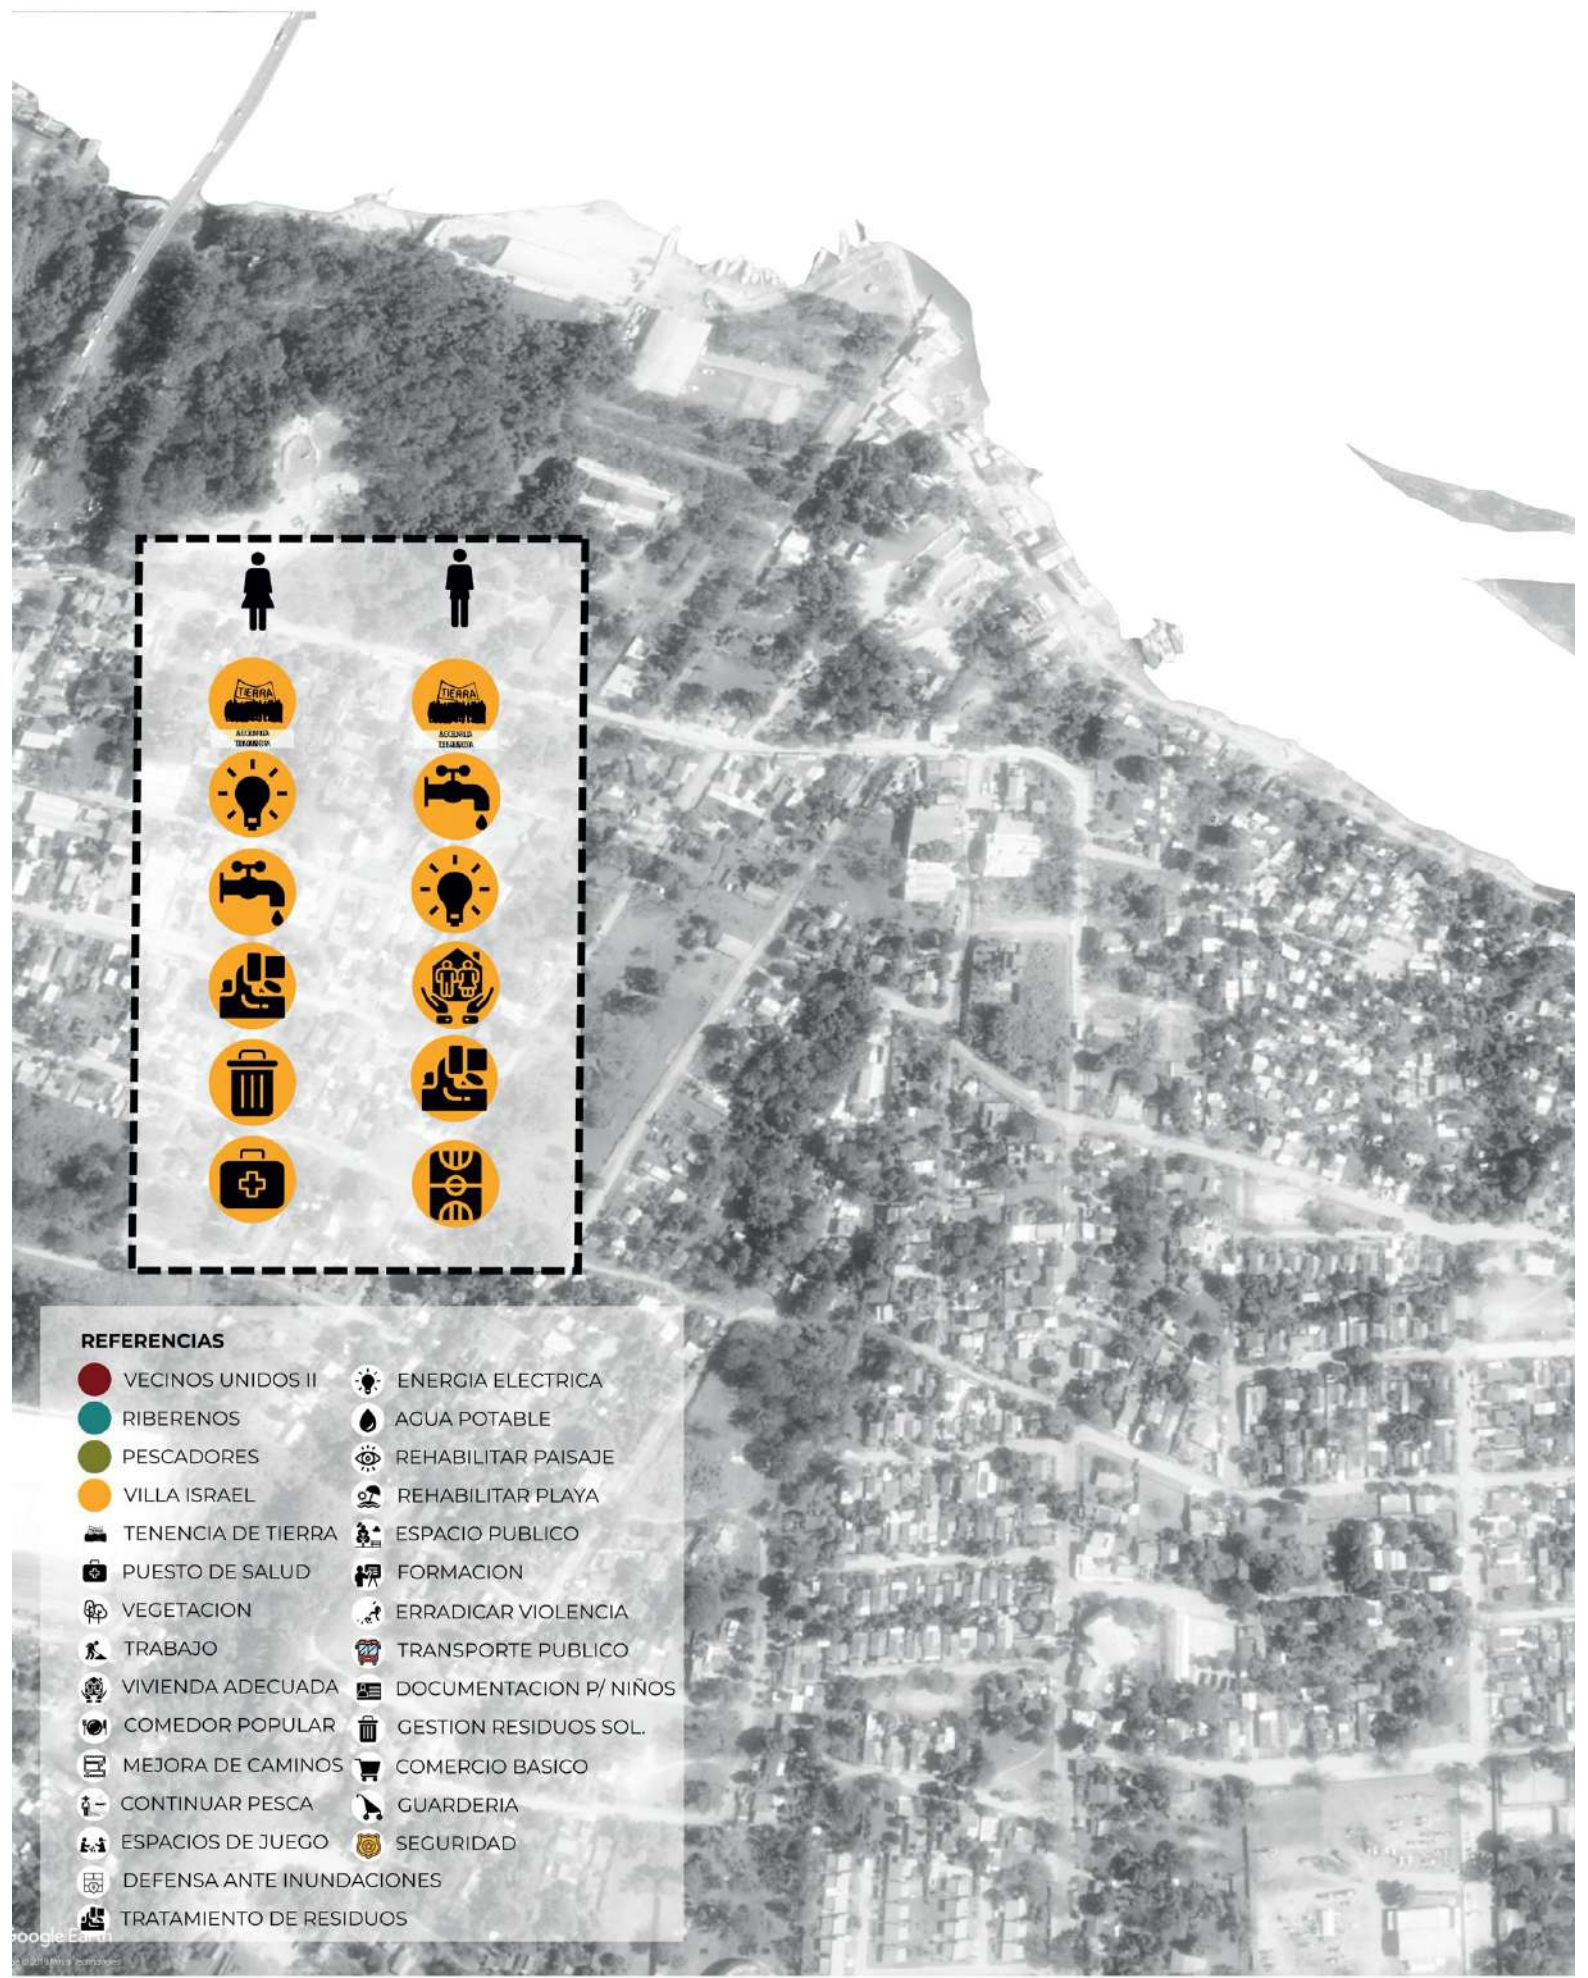 TIERRA
TIERRA
REFERENCIAS
VECINOS UNIDOS II
RIBERENOS
PESCADORES
VILLA ISRAEL
TENENCIA DE TIERRA
PUESTO DE SALUD
VEGETACION
TRABAJO
VIVIENDA ADECUADA
COMEDOR POPULAR
MEJORA DE CAMINOS
CONTINUAR PESCA
ESPACIOS DE JUEGO
DEFENSA ANTE INUNDACIONES
TRATAMIENTO DE RESIDUOS
ENERGIA ELECTRICA
AGUA POTABLE
REHABILITAR PAISAJE
REHABILITAR PLAYA
ESPACIO PUBLICO
FORMACION
ERRADICAR VIOLENCIA
TRANSPORTE PUBLICO
DOCUMENTACION P/ NIÑOS
GESTION RESIDUOS SOL.
COMERCIO BASICO
GUARDERIA
SEGURIDAD
oogle Earth